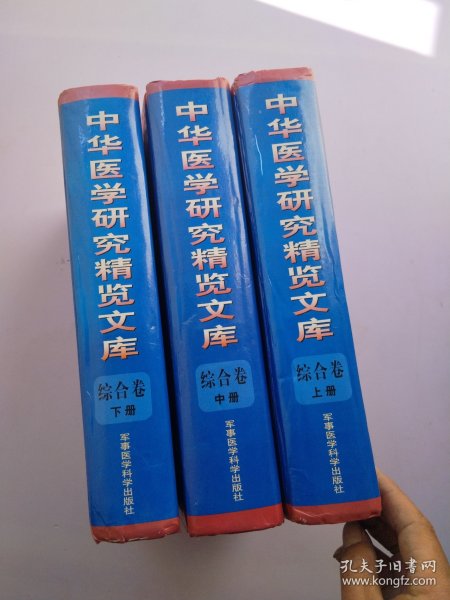 中华医学研究精览文库
综合卷
下册
军事医学科学出版社
中华医学研究精览文库
综合卷
中册
军事医学科学出版社
中华医学研究精览文库
综合卷
上册
军事医学科学出版社
孔夫子旧书网
www.kongfz.com